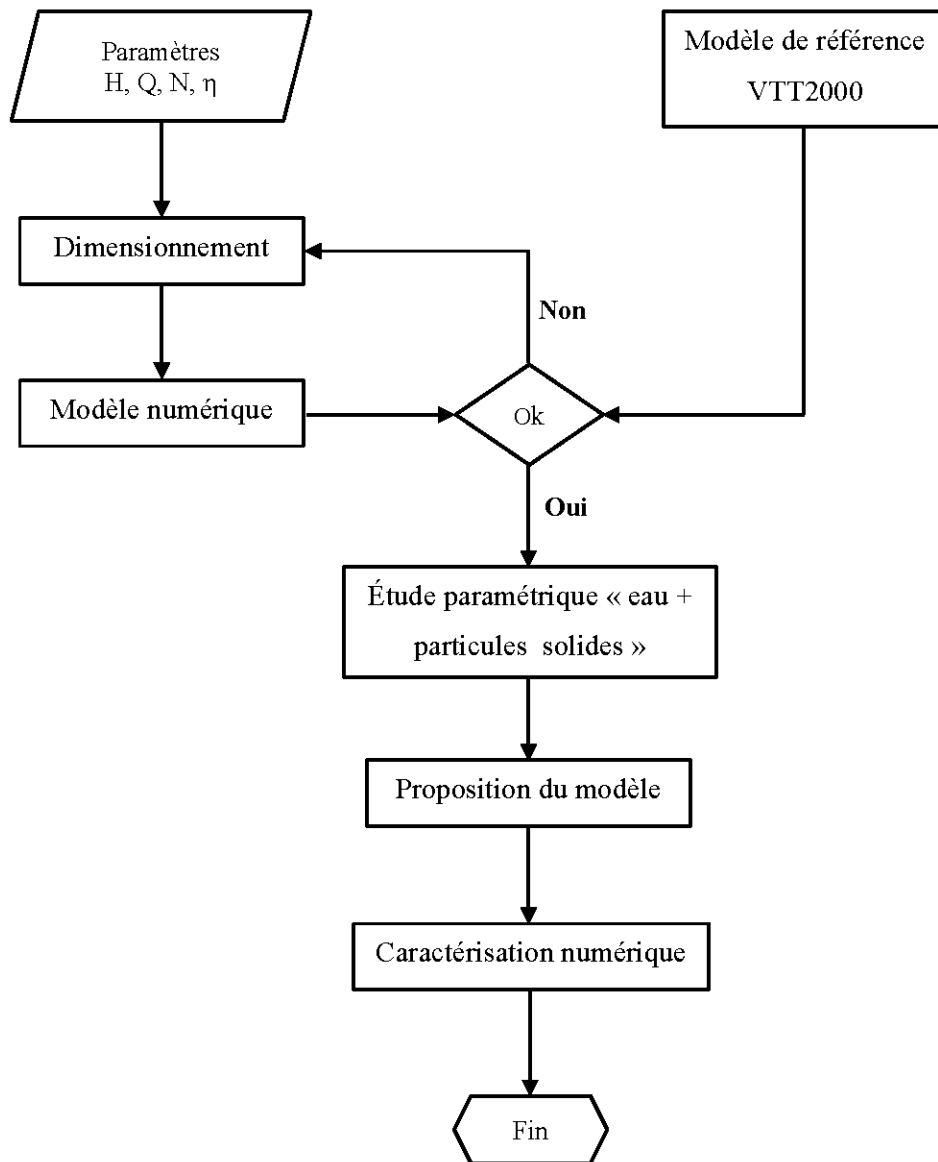 Paramètres
H, Q, N, η
Modèle de référence
VTT2000
Dimensionnement
Non
Modèle numérique
Ok
Oui
Étude paramétrique « eau +
particules solides »
Proposition du modèle
Caractérisation numérique
Fin